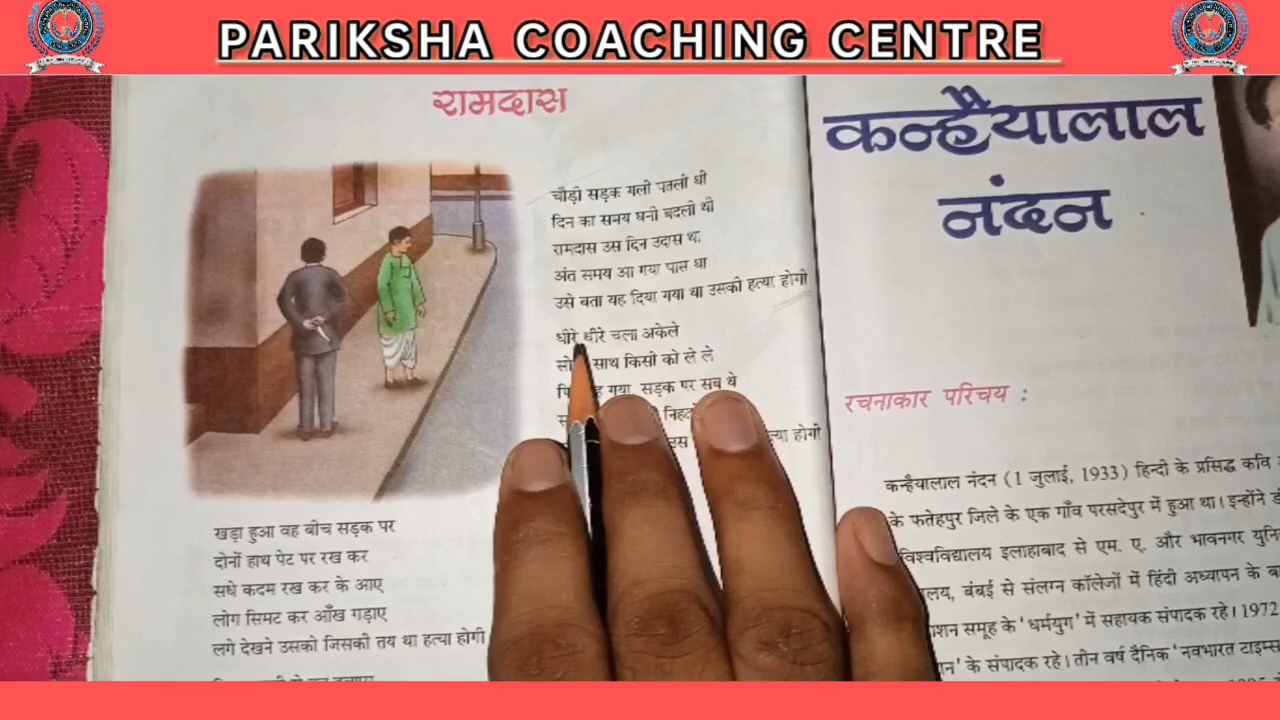 PARIKSHA COACHING CENTRE
रामदास
चौड़ी सड़क गली पतली थी
दिन का समय घनी बदली थी
रामदास उस दिन उदास था
अंत समय आ गया पास था
उसे बता यह दिया गया था उसकी हत्या होगी
धीरे धीरे चला अकेले
साथ किसी को ले ले
गया, सड़क पर सब थे
उस
होगी
खड़ा हुआ वह बीच सड़क पर
दोनों हाथ पेट पर रख कर
सधे कदम रख कर के आए
लोग सिमट कर आँख गड़ाए
लगे देखने उसको जिसकी तय था हत्या होगी
कन्हैयालाल
नंदन
रचनाकार परिचय :
कन्हैयालाल नंदन (1 जुलाई, 1933) हिन्दी के प्रसिद्ध कवि
के फतेहपुर जिले के एक गाँव परसदेपुर में हुआ था। इन्होंने
विश्वविद्यालय इलाहाबाद से एम. ए. और भावनगर
बंबई से संलग्न कॉलेजों में हिंदी अध्यापन के
समूह के 'धर्मयुग' में सहायक संपादक रहे। 1972
के संपादक रहे। तीन वर्ष दैनिक 'नवभारत टाइम्स